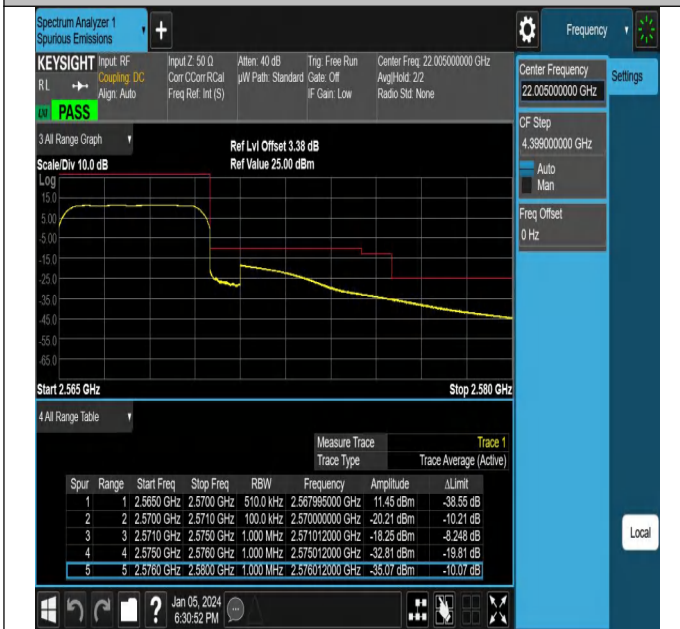 Spectrum Analyzer 1
Spurious Emissions
+
Frequency
KEYSIGHT Input: RF Input Z: 50 Ω Atten: 40 dB Trig: Free Run Center Freq: 22.005000000 GHz
RL Coupling: DC Corr CCorr RCal µW Path: Standard Gate: Off Avg|Hold: 2/2
Align: Auto Freq Ref: Int (S) IF Gain: Low Radio Std: None
PASS
Center Frequency
22.005000000 GHz
Settings
CF Step
4.399000000 GHz
Auto
Man
Freq Offset
0 Hz
3 All Range Graph
Ref Lvl Offset 3.38 dB
Scale/Div 10.0 dB Ref Value 25.00 dBm
Log
15.0
5.00
-5.00
-15.0
-25.0
-35.0
-45.0
-55.0
-65.0
Start 2.565 GHz Stop 2.580 GHz
4 All Range Table
Measure Trace Trace 1
Trace Type Trace Average (Active)
Spur Range Start Freq Stop Freq RBW Frequency Amplitude ΔLimit
1 1 2.5650 GHz 2.5700 GHz 510.0 kHz 2.567995000 GHz 11.45 dBm -38.55 dB
2 2 2.5700 GHz 2.5710 GHz 100.0 kHz 2.570000000 GHz -20.21 dBm -10.21 dB
3 3 2.5710 GHz 2.5750 GHz 1.000 MHz 2.571012000 GHz -18.25 dBm -8.248 dB
4 4 2.5750 GHz 2.5760 GHz 1.000 MHz 2.575012000 GHz -32.81 dBm -19.81 dB
5 5 2.5760 GHz 2.5800 GHz 1.000 MHz 2.576012000 GHz -35.07 dBm -10.07 dB
Local
? Jan 05, 2024
6:30:52 PM